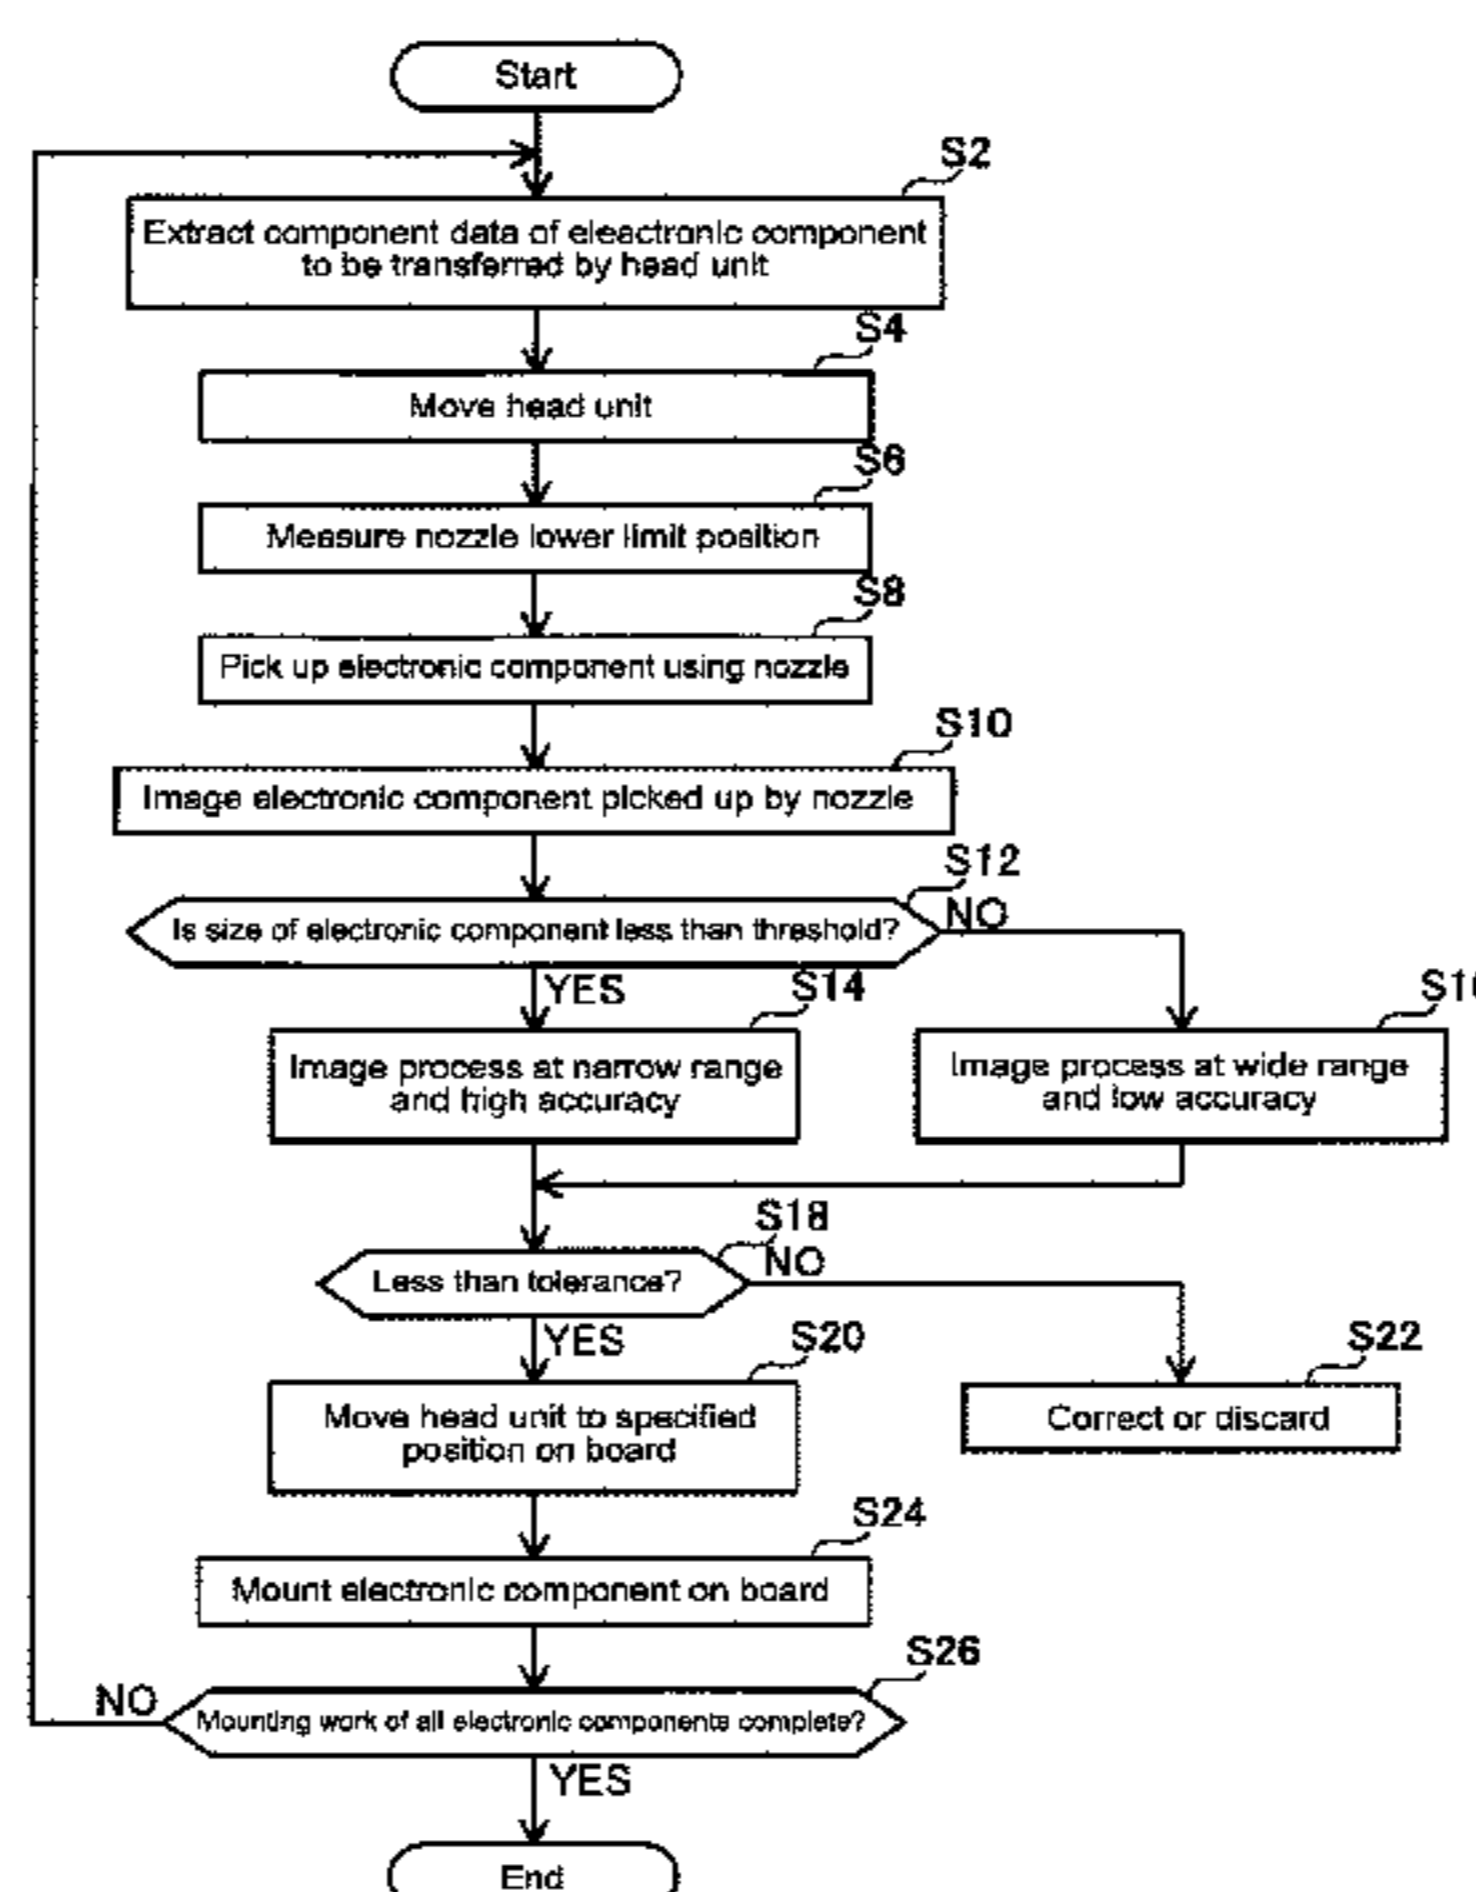 Start
S2
Extract component data of eleactronic component
to be transferred by head unit
S4
Move head unit
S6
Measure nozzle lower limit position
S8
Pick up electronic component using nozzle
S10
Image electronic component picked up by nozzle
S12
Is size of electronic component less than threshold?
NO
YES
S14
Image process at narrow range
and high accuracy
Image process at wide range
and low accuracy
S18
Less than tolerance?
NO
YES
S20
Move head unit to specified
position on board
S22
Correct or discard
S24
Mount electronic component on board
S26
NO
Mounting work of all electronic components complete?
YES
End